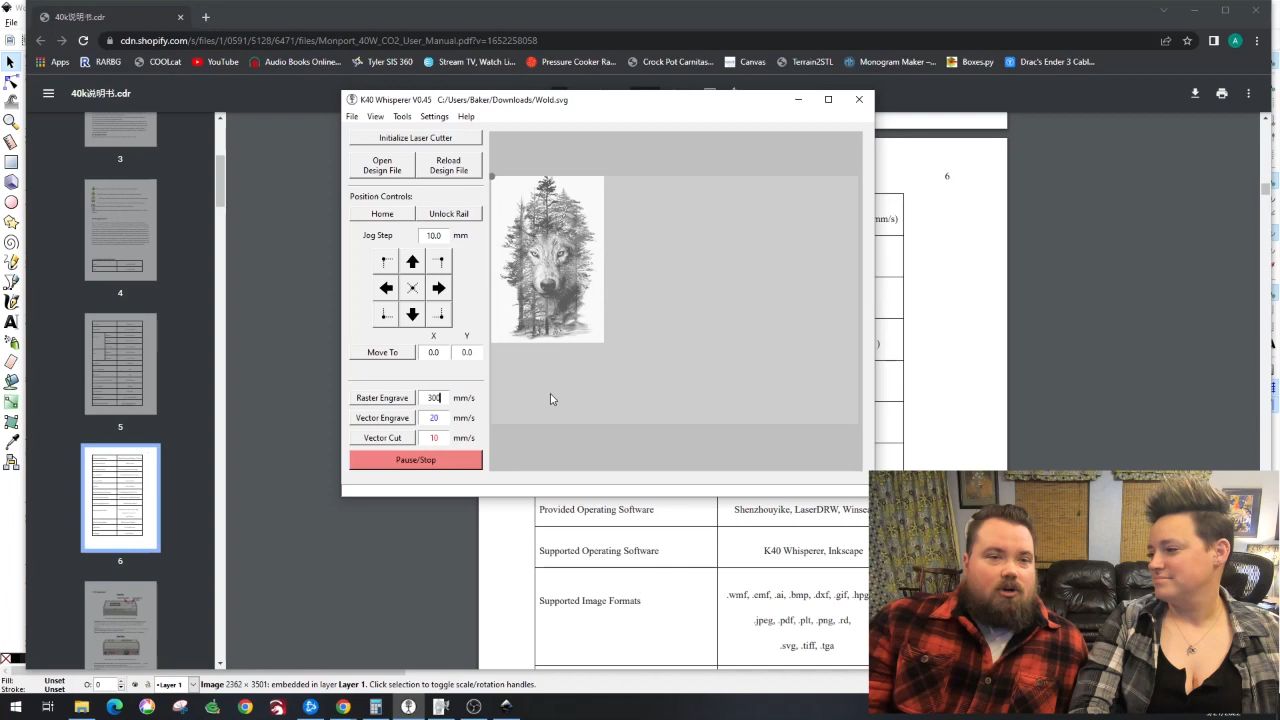 40k说明书.cdr
cdn.shopify.com/s/files/1/0591/5128/6471/files/Monport_40W_CO2_User_Manual.pdf?v=1652258058
Apps
RARBG
COOLcat
YouTube
Audio Books Online...
Tyler SIS 360
Stream TV, Watch Li...
Pressure Cooker Ra...
Crock Pot Carnitas...
Canvas
Terrain2STL
Monogram Maker –...
Boxes.py
Drac's Ender 3 Cabl...
40k说明书.cdr
3
4
5
6
K40 Whisperer V0.45 C:/Users/Baker/Downloads/Wold.svg
File View Tools Settings Help
Initialize Laser Cutter
Open Design File
Reload Design File
Position Controls:
Home
Unlock Rail
Jog Step 10.0 mm
X Y
Move To 0.0 0.0
Raster Engrave 300 mm/s
Vector Engrave 20 mm/s
Vector Cut 10 mm/s
Pause/Stop
6
mm/s)
Provided Operating Software
Shenzhouyike, LaserDRW, Winsea
Supported Operating Software
K40 Whisperer, Inkscape
Supported Image Formats
.wmf, .emf, .ai, .bmp, .dxf, .gif, .hpg
.jpeg, .pdf, .plt, .png, .rd,
.svg, .tiff, .tga
Fill: Unset
Stroke: Unset
O: 0
Layer 1
Image 2362 × 3501: embedded in layer Layer 1. Click selection to toggle scale/rotation handles.